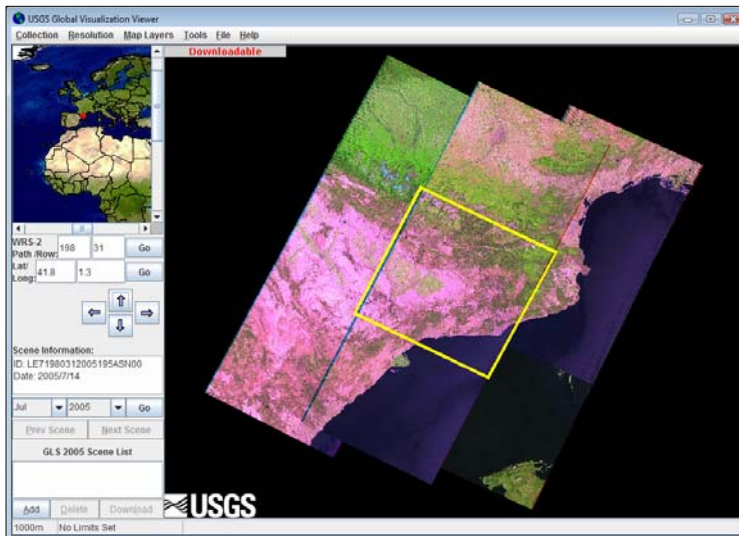 USGS Global Visualization Viewer
Collection Resolution Map Layers Tools File Help
Downloadable
WRS-2
Path /Row: 198 31 Go
Lat/
Long: 41.8 1.3 Go
Scene Information:
ID: LE71980312005195ASN00
Date: 2005/7/14
Jul 2005 Go
Prev Scene Next Scene
GLS 2005 Scene List
Add Delete Download
USGS
1000m No Limits Set